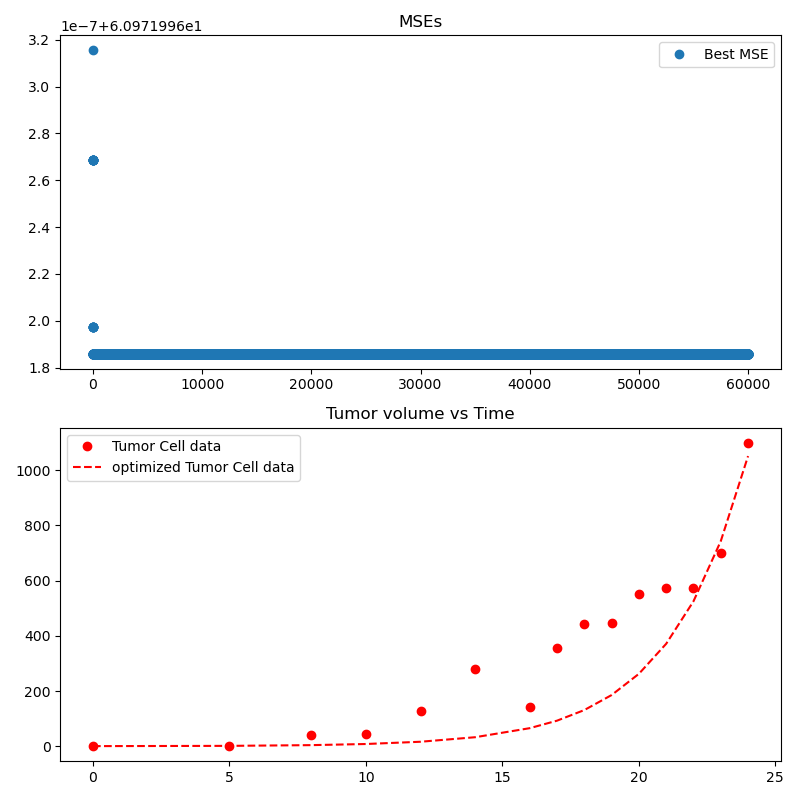 MSEs
1e−7+6.0971996e1
3.2
3.0
2.8
2.6
2.4
2.2
2.0
1.8
Best MSE
0 10000 20000 30000 40000 50000 60000
Tumor volume vs Time
Tumor Cell data
optimized Tumor Cell data
1000
800
600
400
200
0
0 5 10 15 20 25